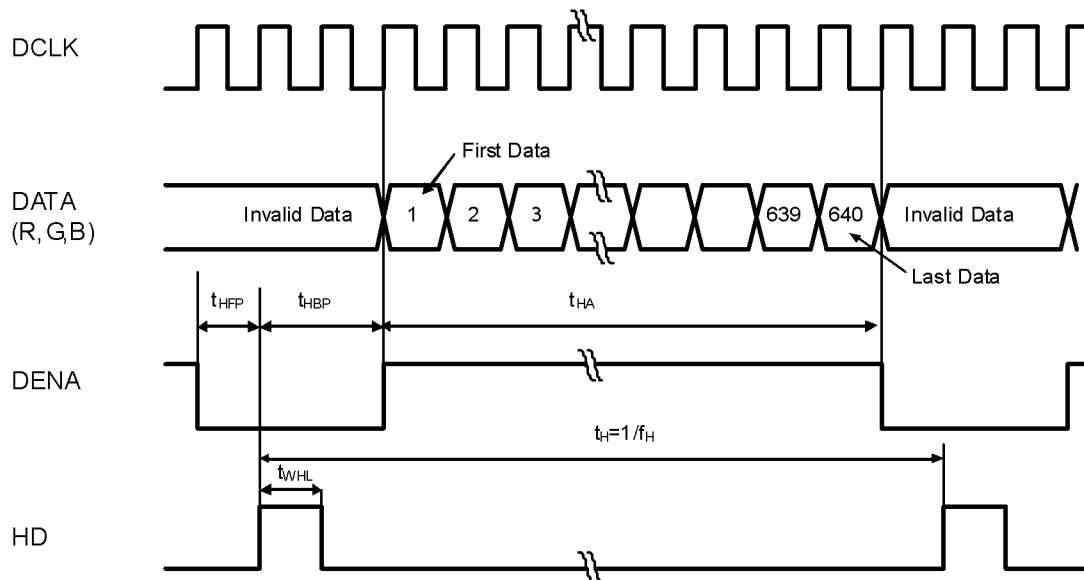 DCLK
First Data
DATA
(R, G,B)
Invalid Data
1
2
3
639
640
Invalid Data
Last Data
tHFP
tHBP
tHA
DENA
tH=1/fH
tWHL
HD